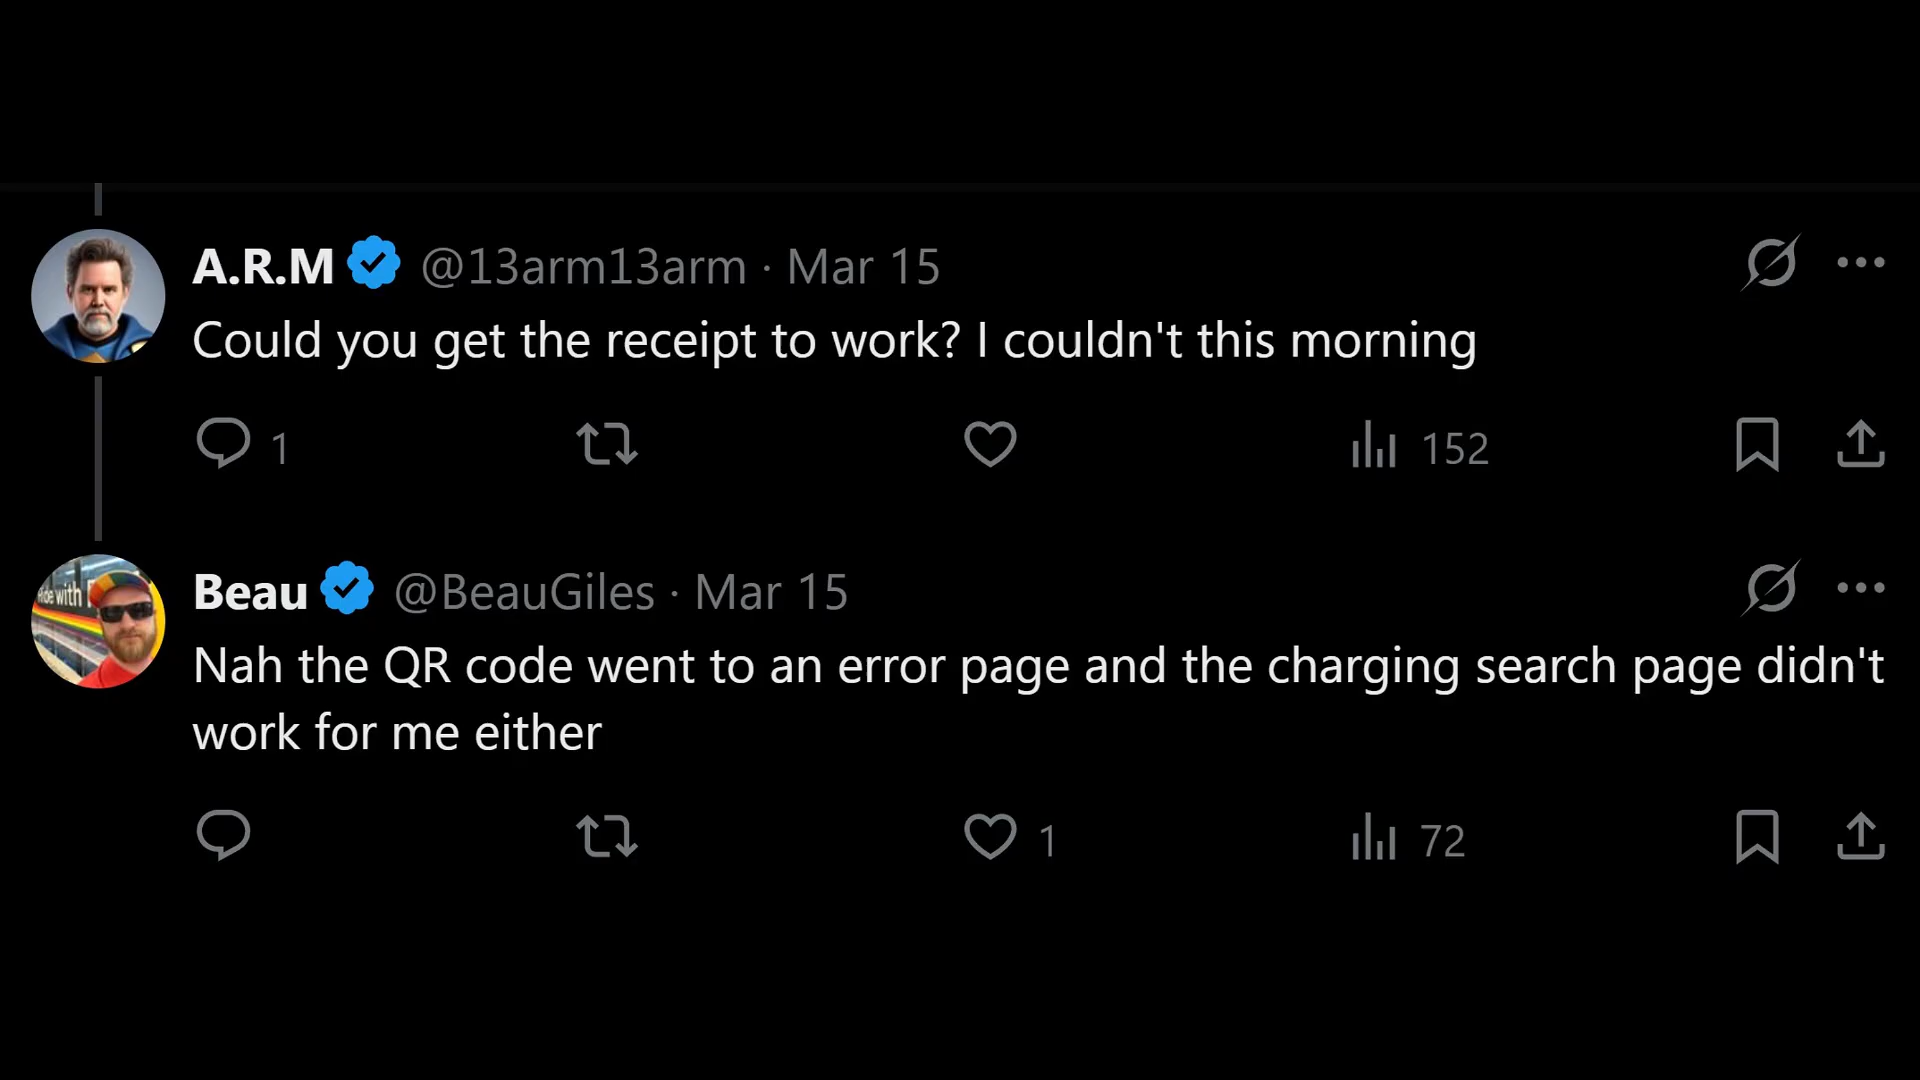 A.R.M @13arm13arm · Mar 15
Could you get the receipt to work? I couldn't this morning
1 152
Beau @BeauGiles · Mar 15
Nah the QR code went to an error page and the charging search page didn't
work for me either
1 72